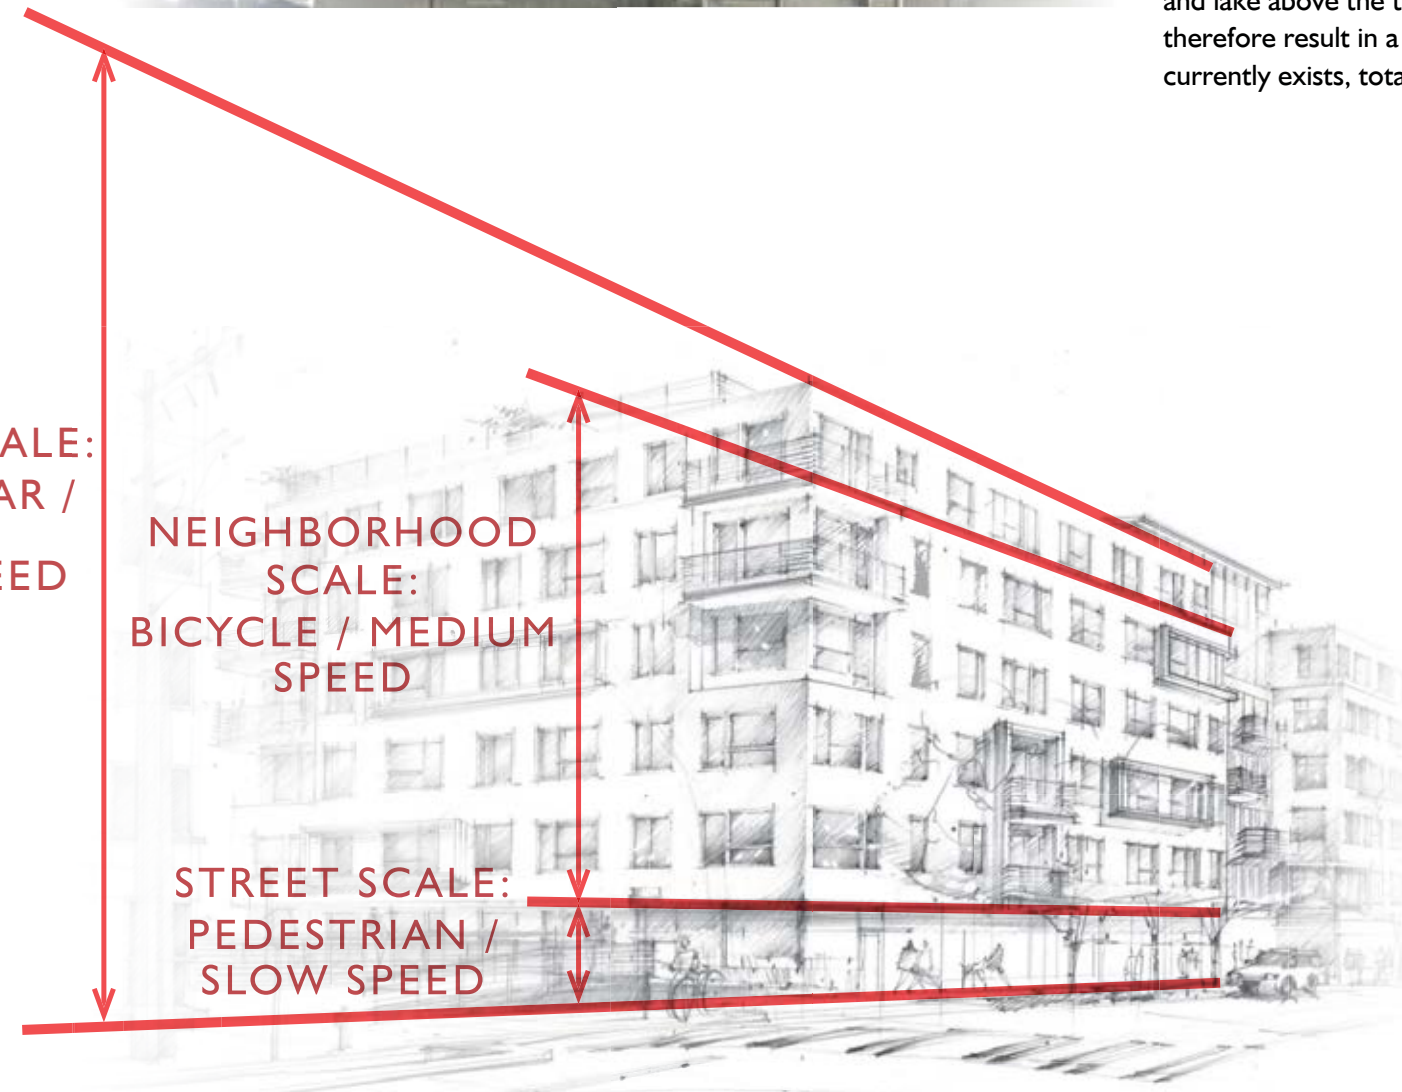 and lake above the t
therefore result in a
currently exists, tota
ALE:
AR /
EED
NEIGHBORHOOD
SCALE:
BICYCLE / MEDIUM
SPEED
STREET SCALE:
PEDESTRIAN /
SLOW SPEED